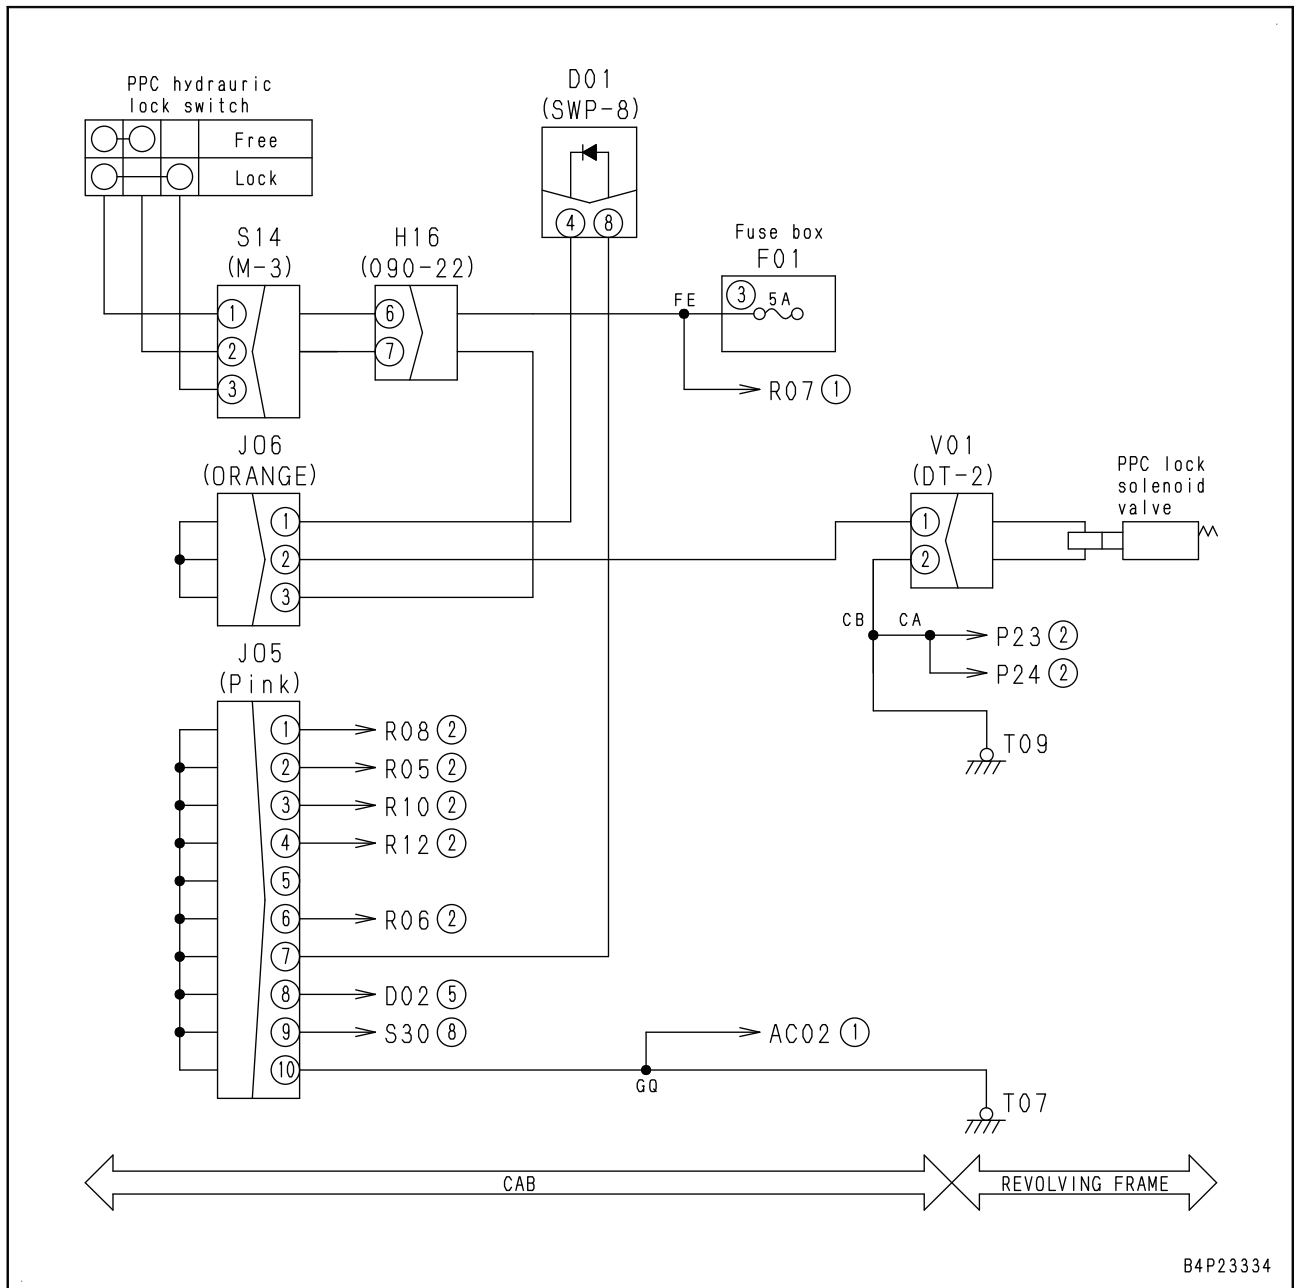 PPC hydrauric
lock switch
Free
Lock
D01
(SWP-8)
4 8
S14
(M-3)
1
2
3
H16
(090-22)
6
7
Fuse box
F01
3 5A
FE
R07 1
J06
(ORANGE)
1
2
3
V01
(DT-2)
1
2
PPC lock
solenoid
valve
CB CA
P23 2
P24 2
T09
J05
(Pink)
1 R08 2
2 R05 2
3 R10 2
4 R12 2
5
6 R06 2
7
8 D02 5
9 S30 8
10
AC02 1
GQ
T07
CAB
REVOLVING FRAME
B4P23334